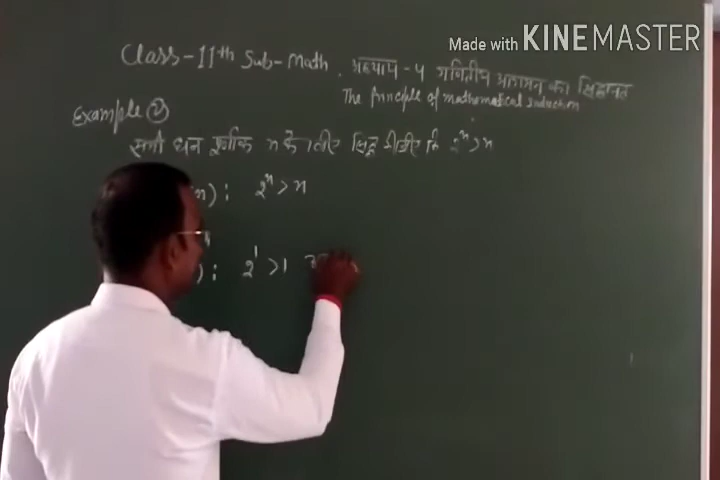 Made with KINEMASTER
Class-11th Sub-Math. अध्याय-4 गणितीय आगमन का सिद्धान्त
The principle of mathematical induction
Example ②
सभी धन पूर्णांक n के लिए सिद्ध कीजिए कि 2ⁿ > n
n) : 2ⁿ > n
) : 2¹ > 1